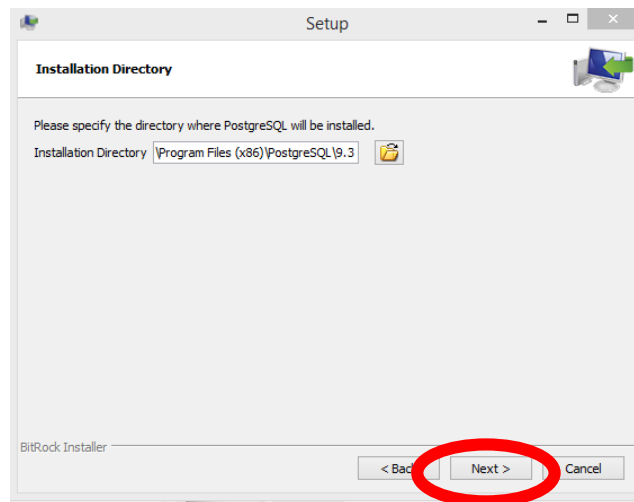 Setup
Installation Directory
Please specify the directory where PostgreSQL will be installed.
Installation Directory \Program Files (x86)\PostgreSQL\9.3
BitRock Installer
< Back Next > Cancel